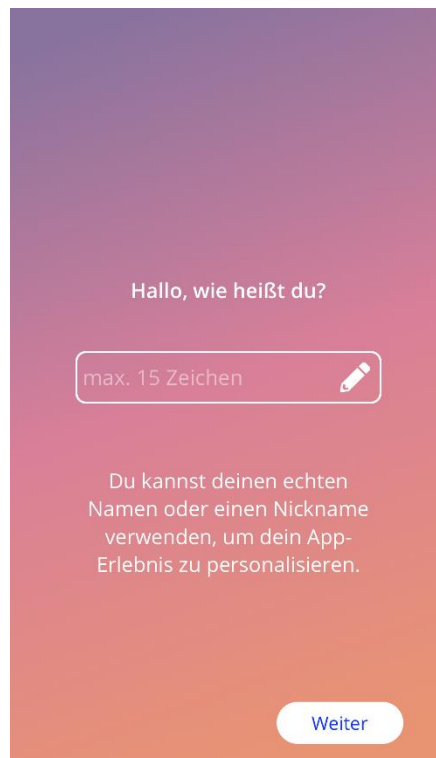 Hallo, wie heißt du?
max. 15 Zeichen
Du kannst deinen echten
Namen oder einen Nickname
verwenden, um dein App-
Erlebnis zu personalisieren.
Weiter